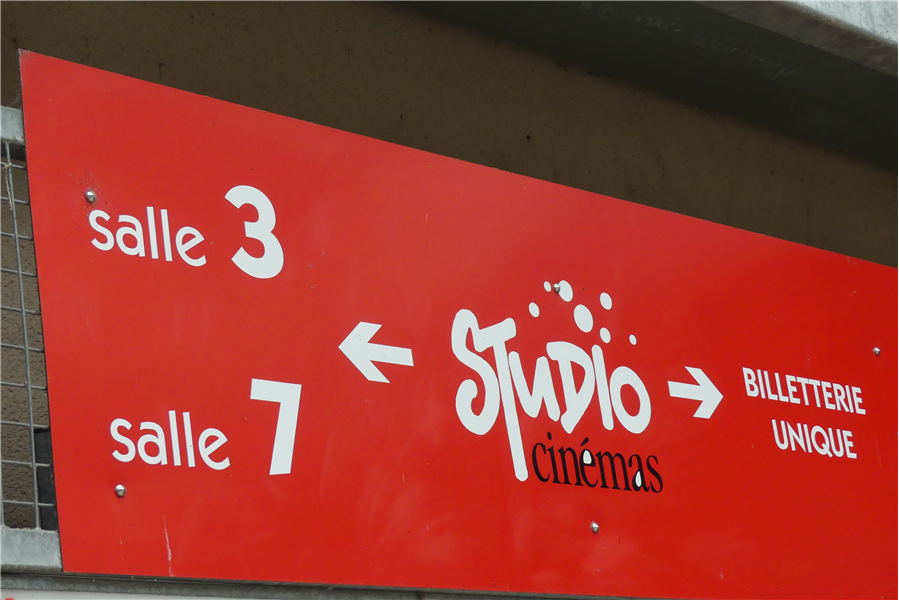 salle 3
salle 7
STUDIO
cinémas
BILLETTERIE
UNIQUE